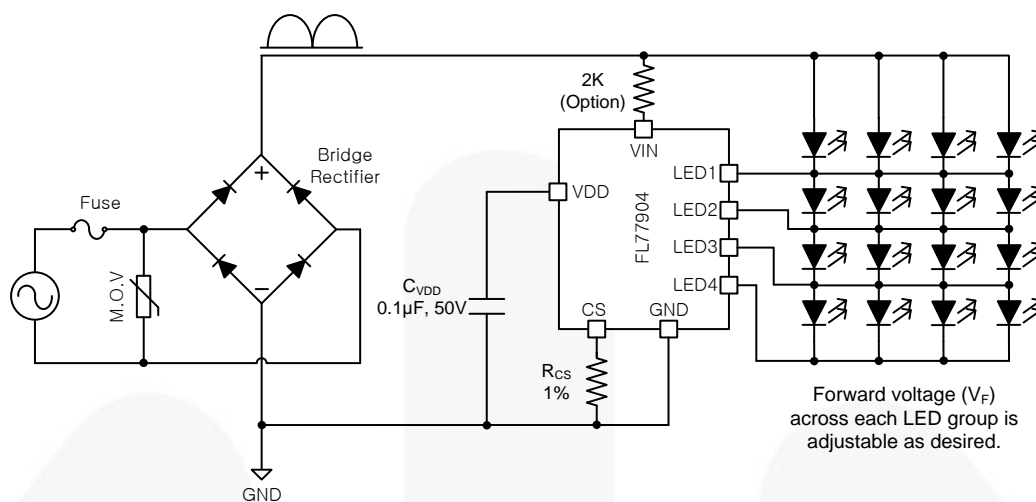 2K
(Option)
VIN
Bridge
Rectifier
+
−
Fuse
M.O.V
VDD
LED1
LED2
LED3
LED4
FL77904
CS
GND
CVDD
0.1µF, 50V
RCS
1%
GND
Forward voltage (VF)
across each LED group is
adjustable as desired.